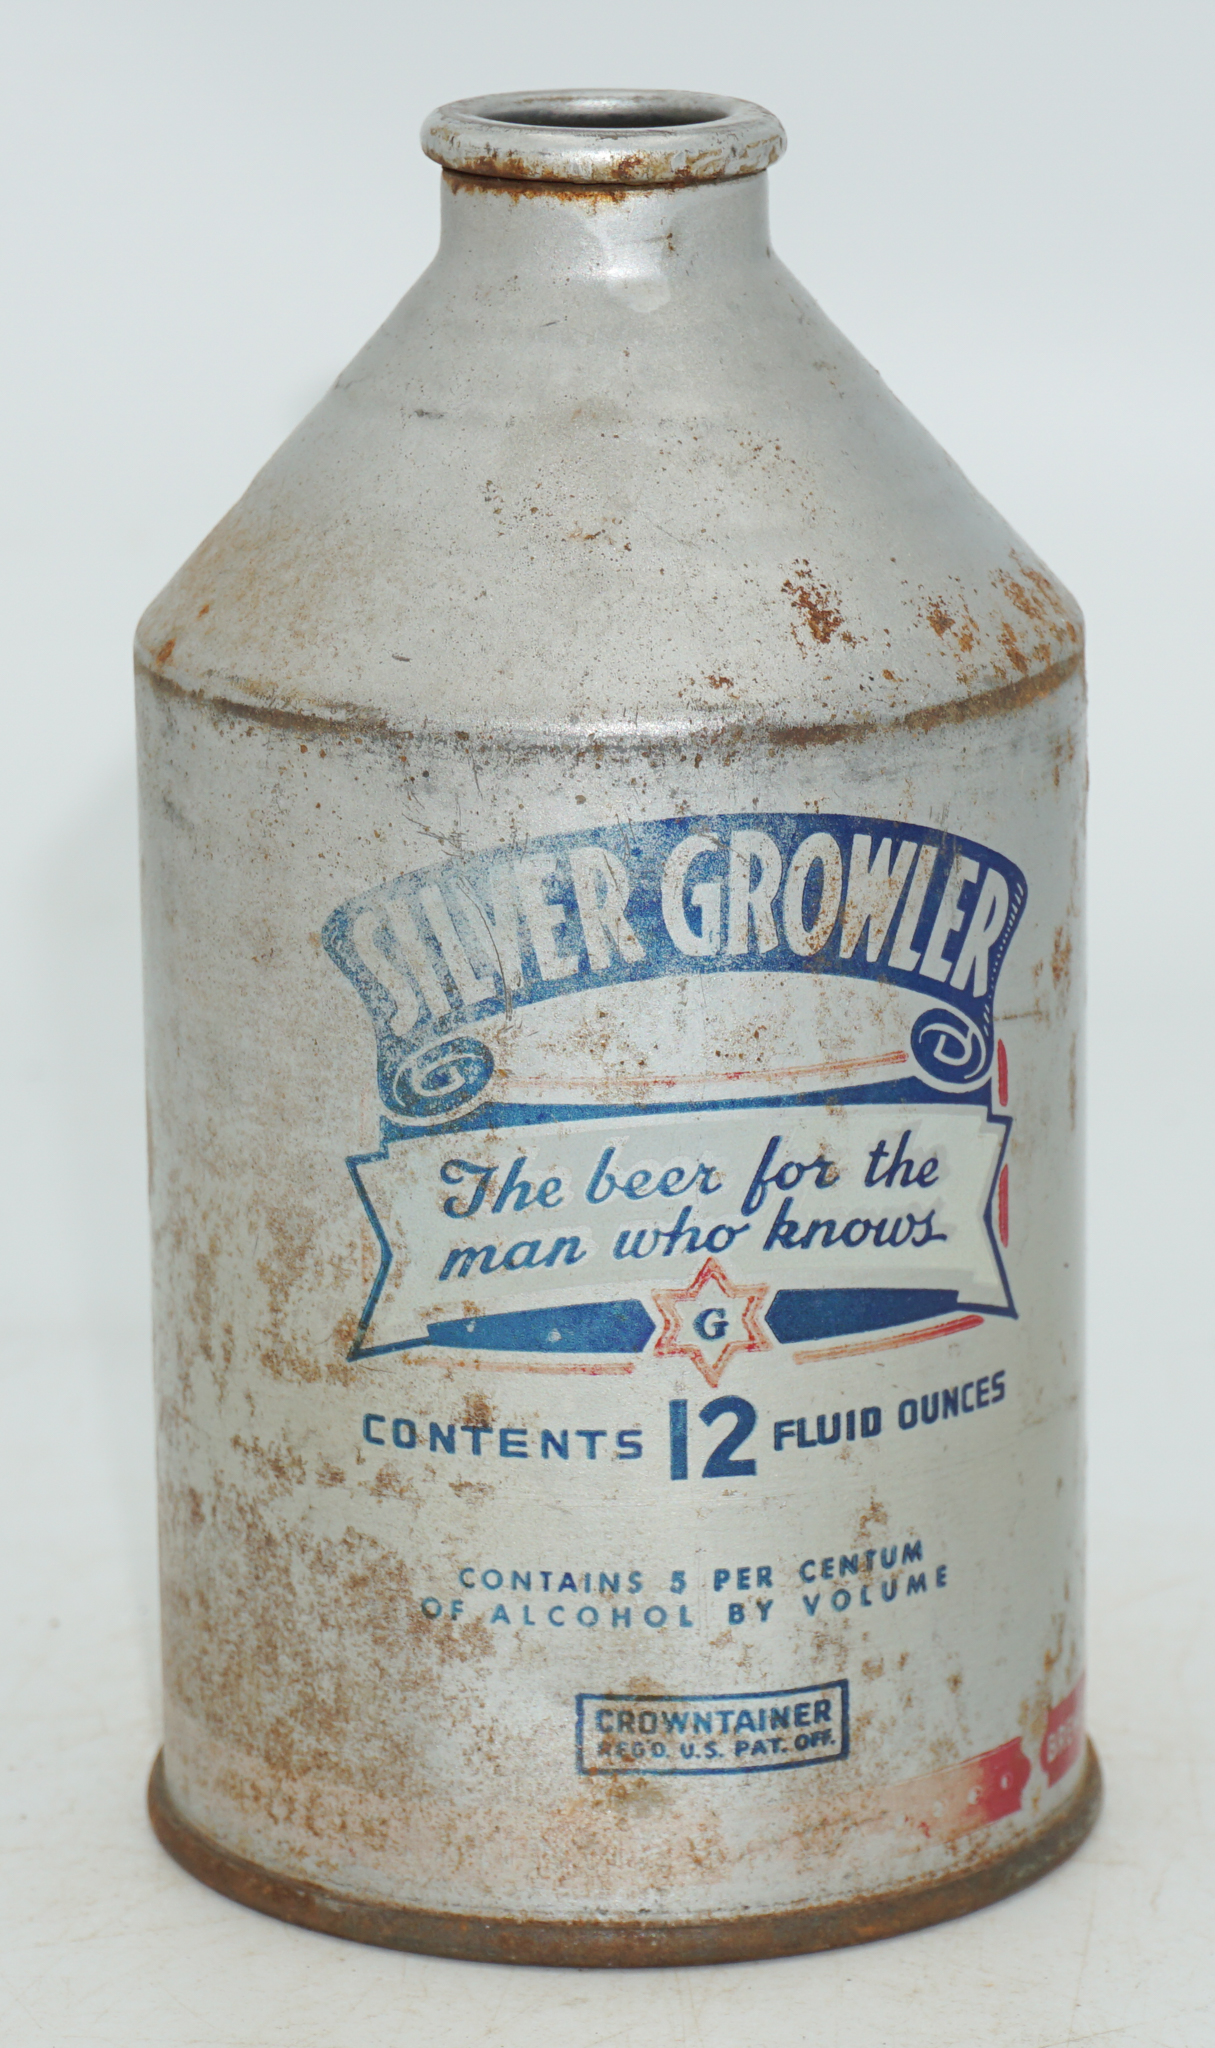 SILVER GROWLER
G D
The beer for the
man who knows
G
CONTENTS 12 FLUID OUNCES
CONTAINS 5 PER CENTUM
OF ALCOHOL BY VOLUME
CROWNTAINER
REG'D. U.S. PAT. OFF.